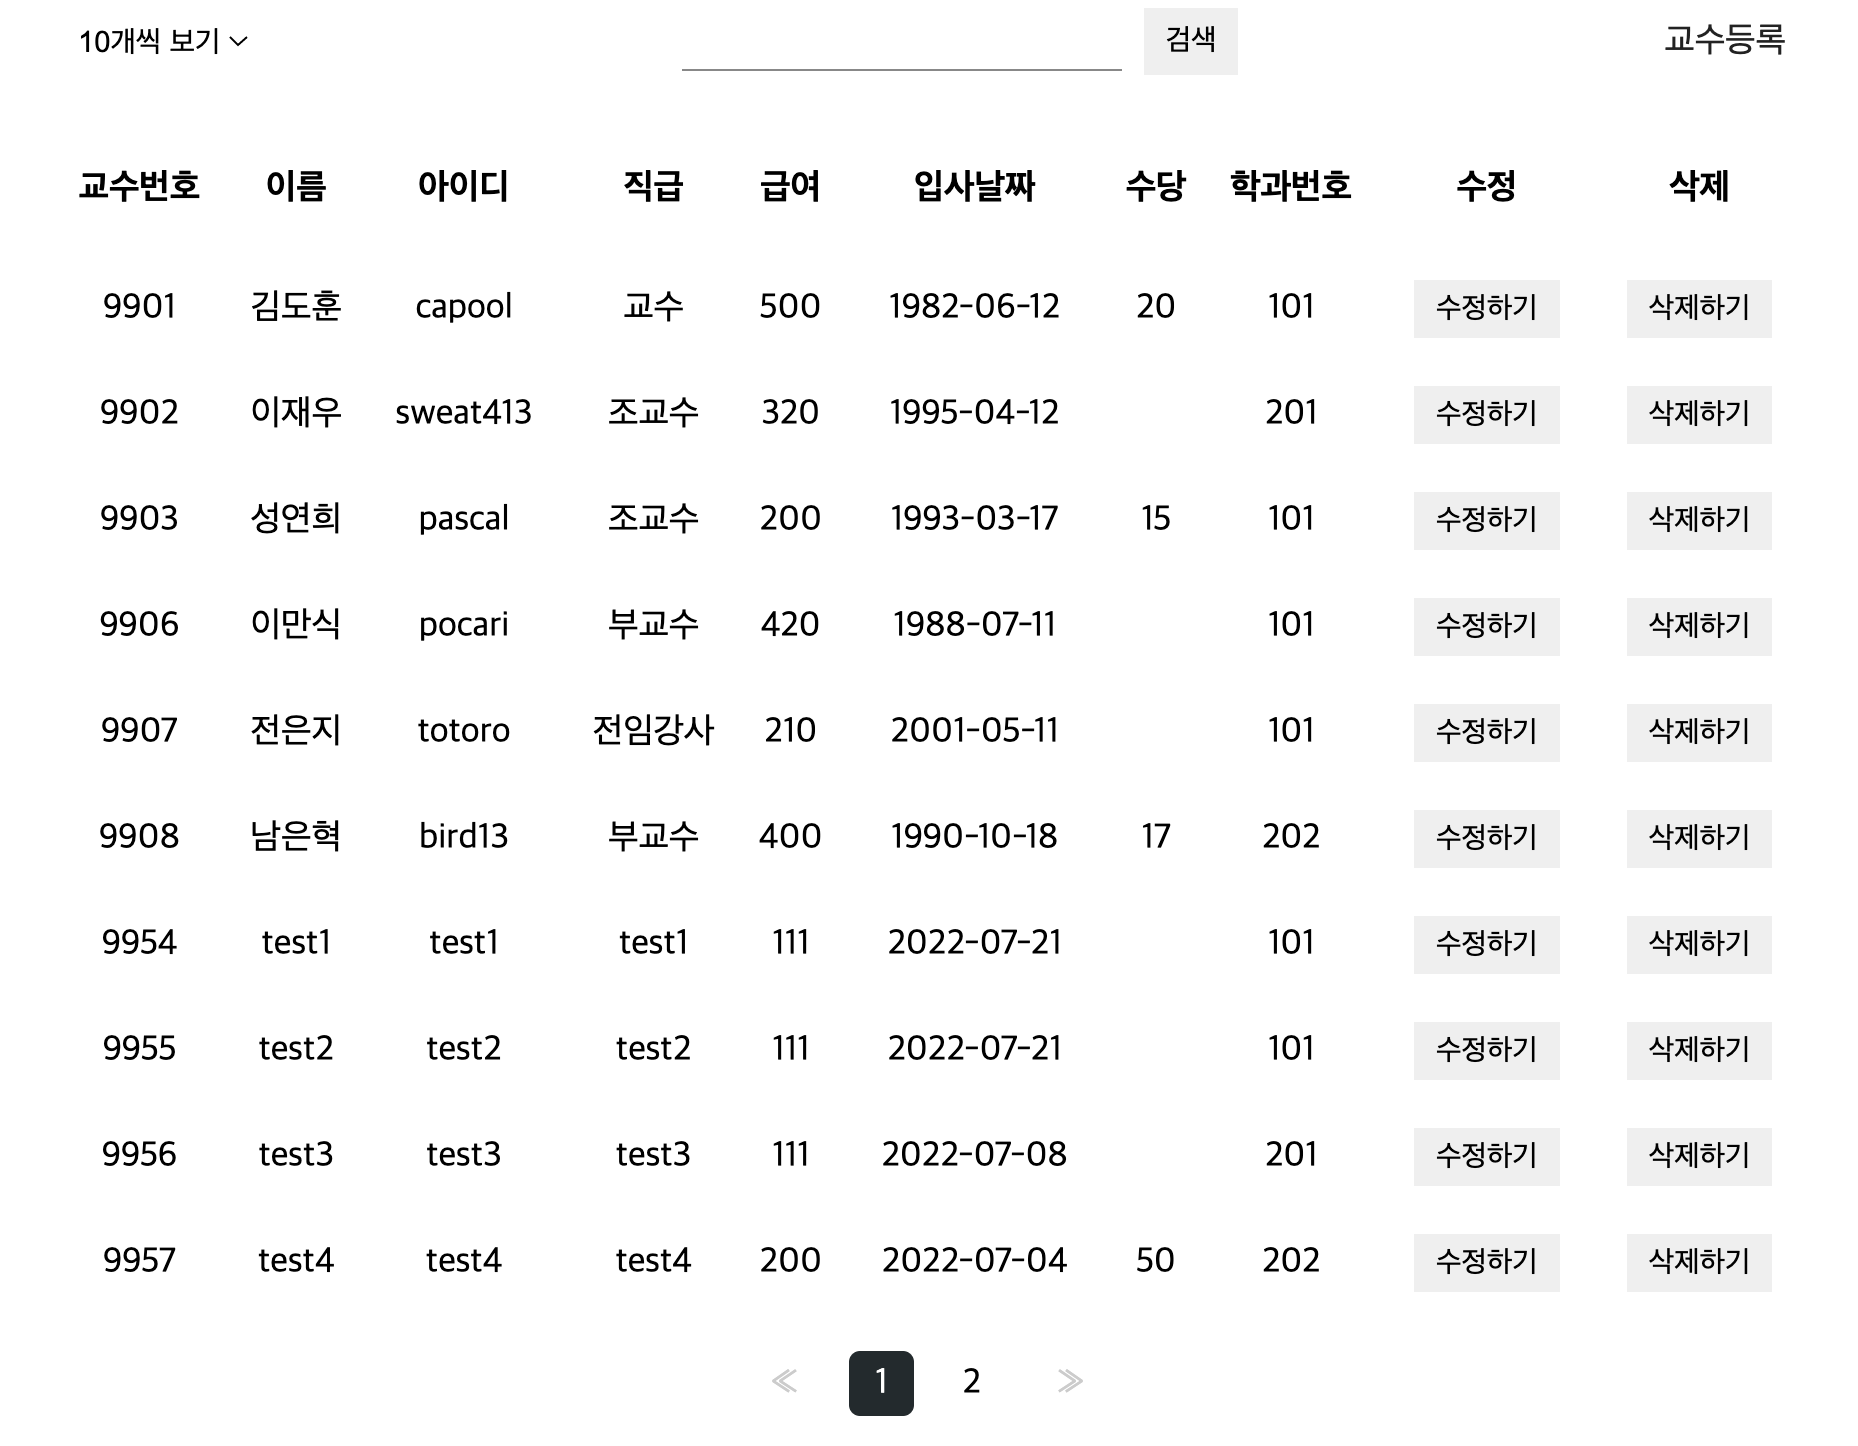 10개씩 보기 검색 교수등록
교수번호 이름 아이디 직급 급여 입사날짜 수당 학과번호 수정 삭제
9901 김도훈 capool 교수 500 1982-06-12 20 101 수정하기 삭제하기
9902 이재우 sweat413 조교수 320 1995-04-12 201 수정하기 삭제하기
9903 성연희 pascal 조교수 200 1993-03-17 15 101 수정하기 삭제하기
9906 이만식 pocari 부교수 420 1988-07-11 101 수정하기 삭제하기
9907 전은지 totoro 전임강사 210 2001-05-11 101 수정하기 삭제하기
9908 남은혁 bird13 부교수 400 1990-10-18 17 202 수정하기 삭제하기
9954 test1 test1 test1 111 2022-07-21 101 수정하기 삭제하기
9955 test2 test2 test2 111 2022-07-21 101 수정하기 삭제하기
9956 test3 test3 test3 111 2022-07-08 201 수정하기 삭제하기
9957 test4 test4 test4 200 2022-07-04 50 202 수정하기 삭제하기
≪ 1 2 ≫